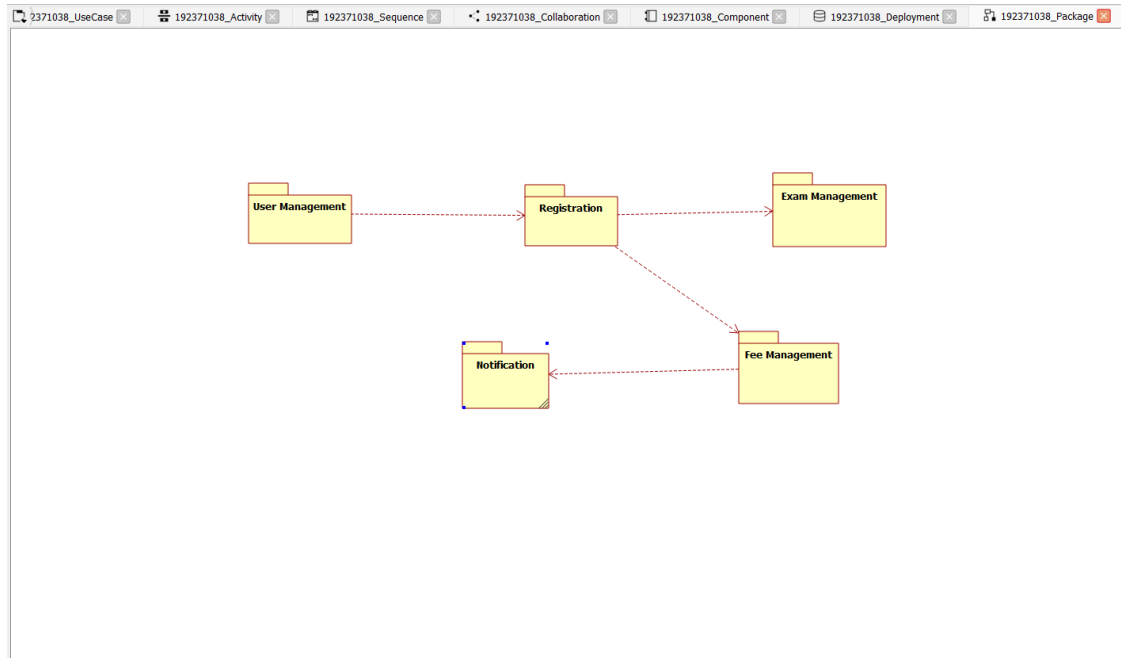 2371038_UseCase
192371038_Activity
192371038_Sequence
192371038_Collaboration
192371038_Component
192371038_Deployment
192371038_Package
User Management
Registration
Exam Management
Notification
Fee Management